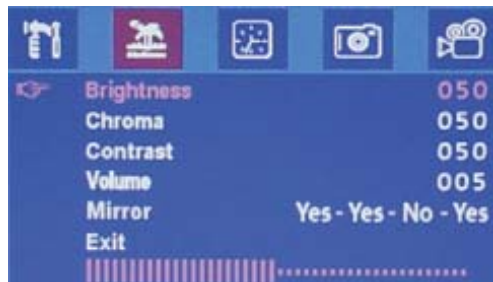 Brightness 050
Chroma 050
Contrast 050
Volume 005
Mirror Yes - Yes - No - Yes
Exit